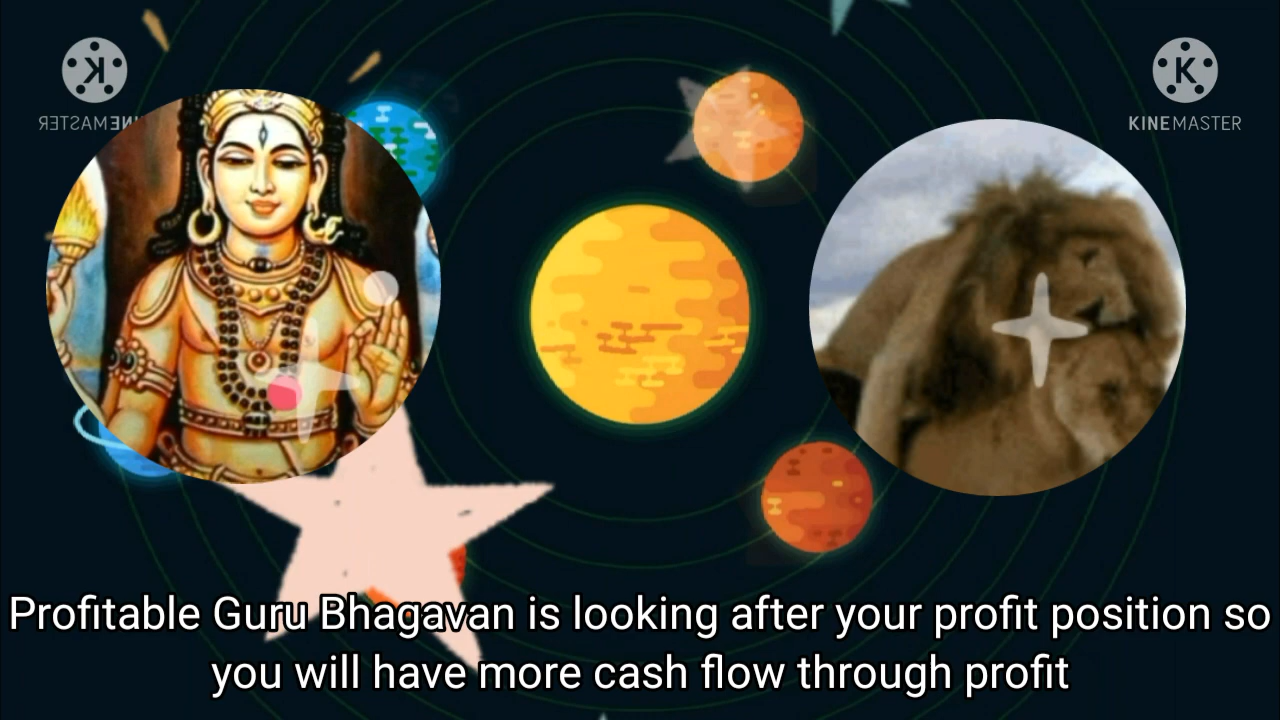 KINEMASTER
KINEMASTER
Profitable Guru Bhagavan is looking after your profit position so
you will have more cash flow through profit